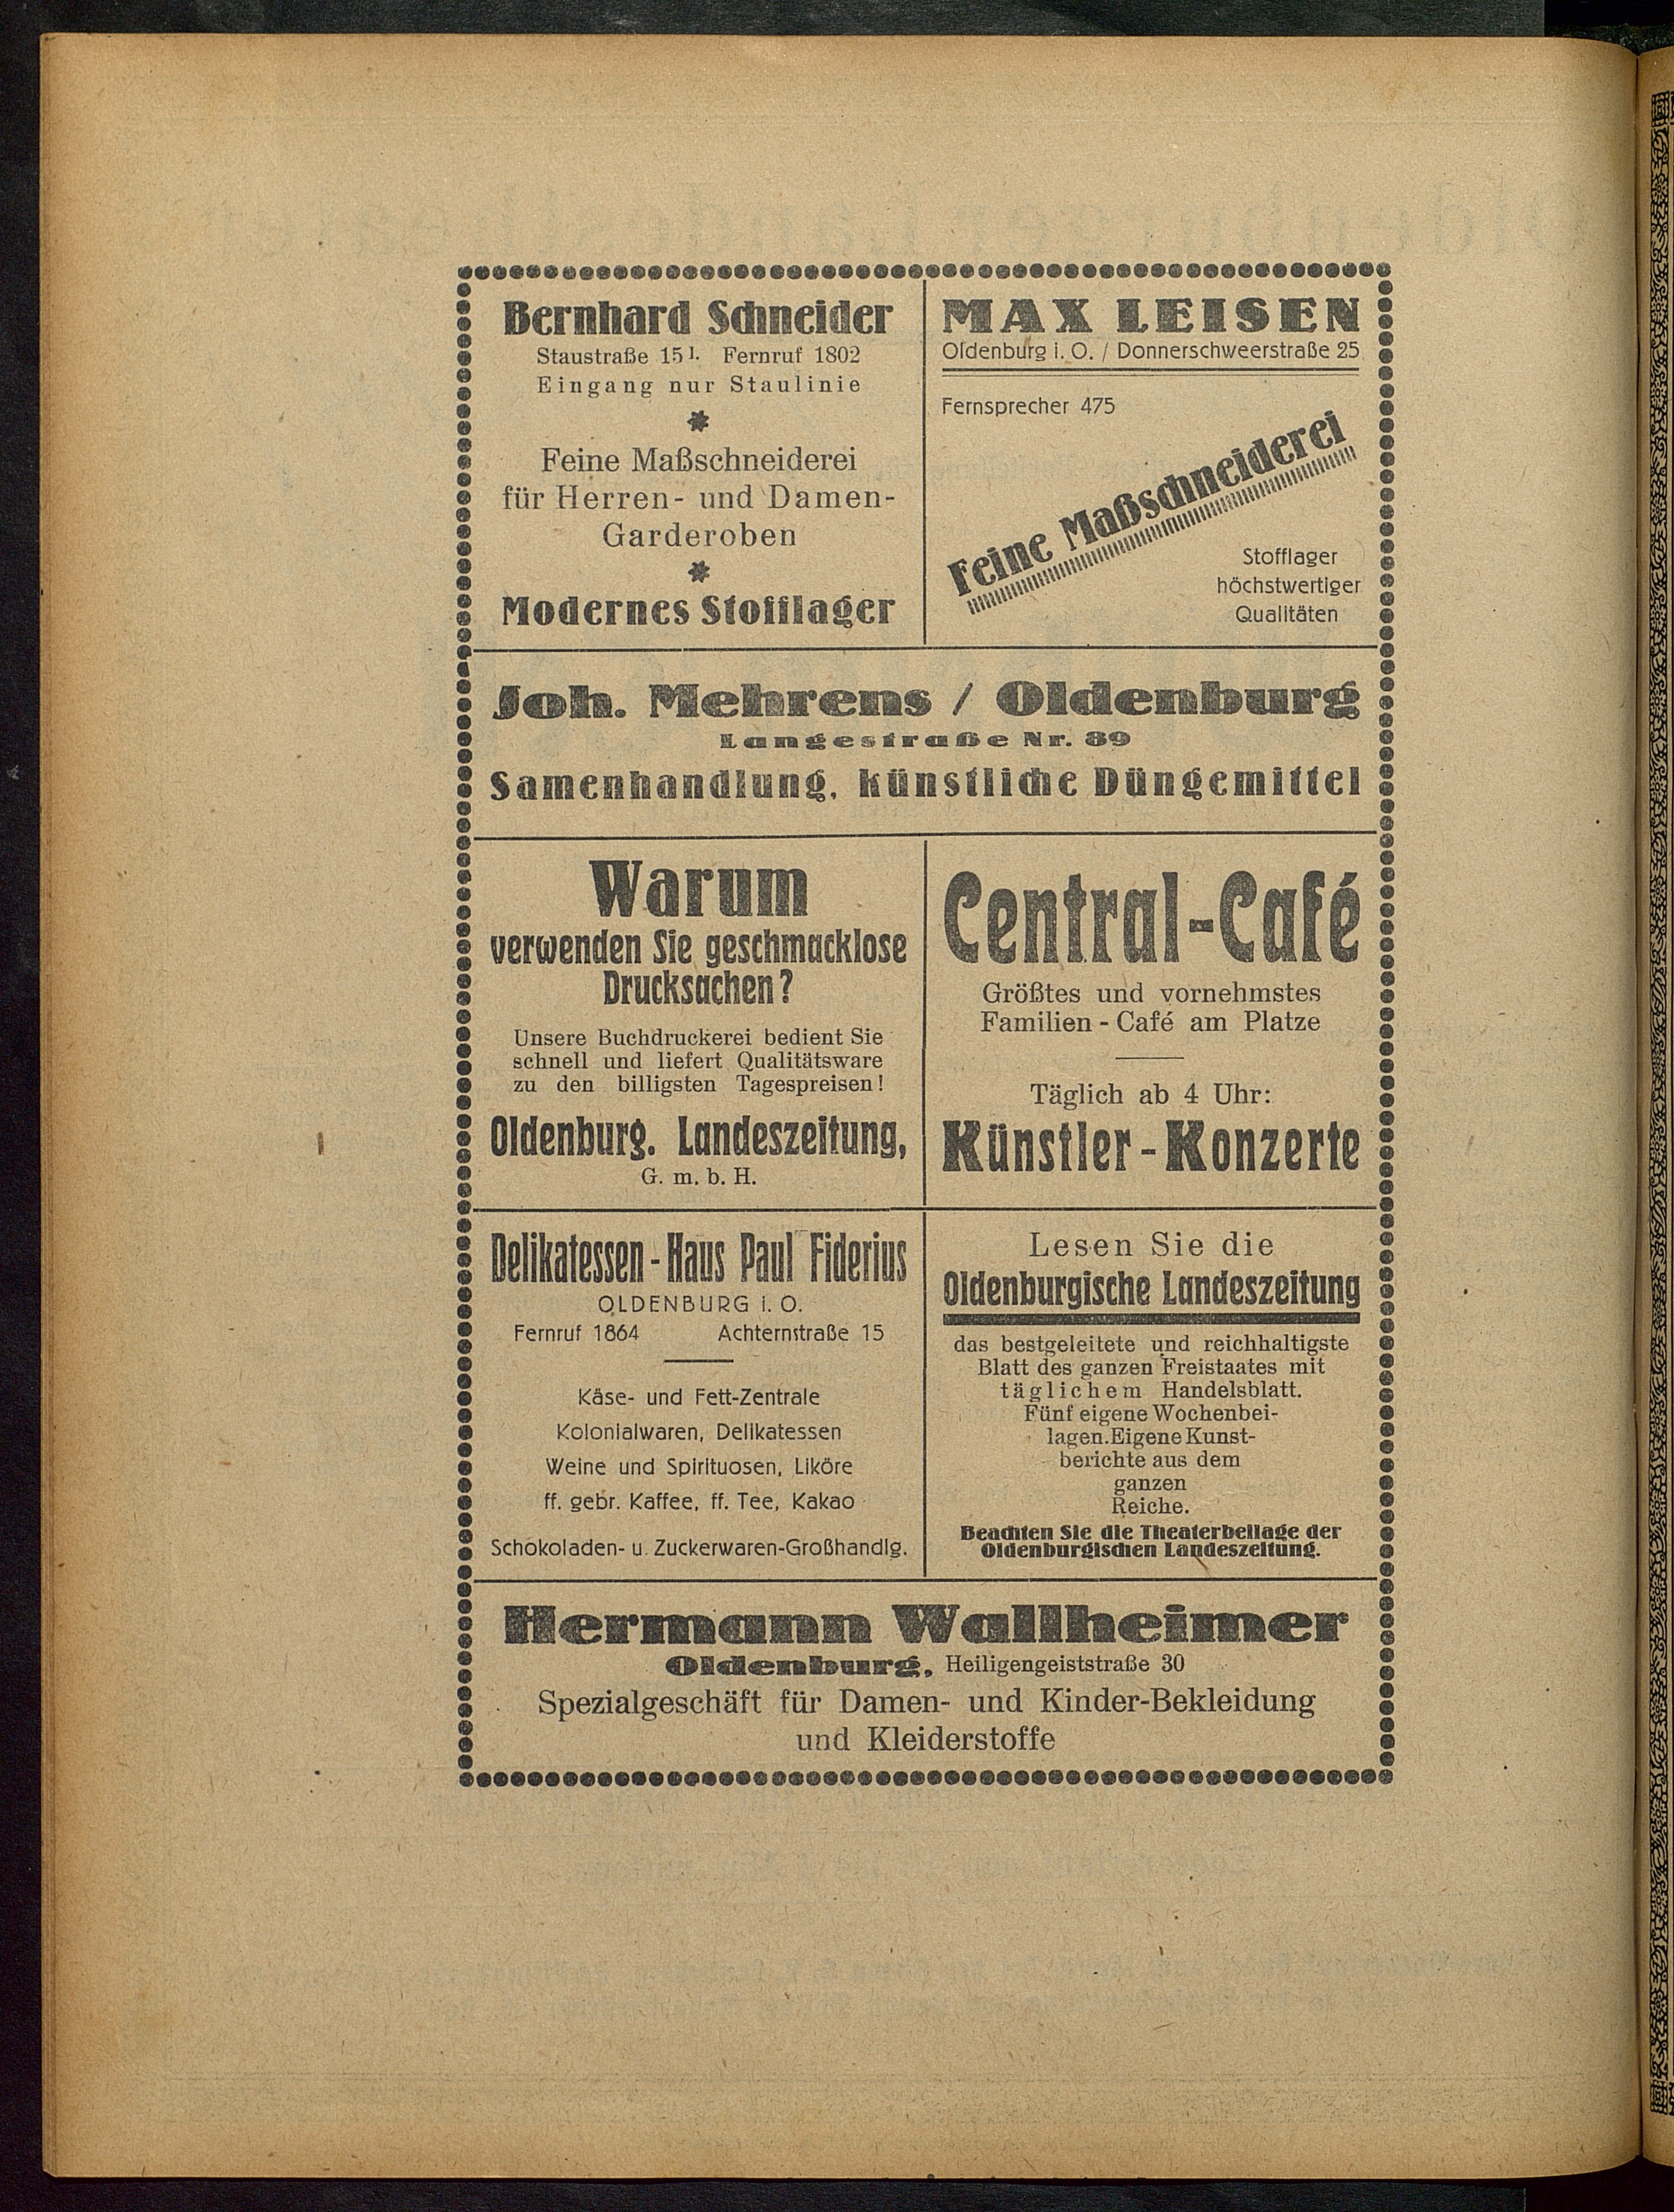 Bernhard Schneider
Staustraße 15 I. Fernruf 1802
Eingang nur Staulinie
Feine Maßschneiderei
für Herren- und Damen-
Garderoben
Modernes Stofflager
MAX LEISEN
Oldenburg i. O. / Donnerschweerstraße 25
Fernsprecher 475
Feine Maßschneiderei
Stofflager
höchstwertiger
Qualitäten
Joh. Mehrens / Oldenburg
Langestraße Nr. 89
Samenhandlung, künstliche Düngemittel
Warum
verwenden Sie geschmacklose
Drucksachen?
Unsere Buchdruckerei bedient Sie
schnell und liefert Qualitätsware
zu den billigsten Tagespreisen!
Oldenburg. Landeszeitung,
G. m. b. H.
Central-Café
Größtes und vornehmstes
Familien-Café am Platze
Täglich ab 4 Uhr:
Künstler-Konzerte
Delikatessen-Haus Paul Fiderius
OLDENBURG i. O.
Fernruf 1864 Achternstraße 15
Käse- und Fett-Zentrale
Kolonialwaren, Delikatessen
Weine und Spirituosen, Liköre
ff. gebr. Kaffee, ff. Tee, Kakao
Schokoladen- u. Zuckerwaren-Großhandlg.
Lesen Sie die
Oldenburgische Landeszeitung
das bestgeleitete und reichhaltigste
Blatt des ganzen Freistaates mit
täglichem Handelsblatt.
Fünf eigene Wochenbei-
lagen. Eigene Kunst-
berichte aus dem
ganzen
Reiche.
Beachten Sie die Theaterbeilage der
Oldenburgischen Landeszeitung.
Hermann Wallheimer
Oldenburg, Heiligengeiststraße 30
Spezialgeschäft für Damen- und Kinder-Bekleidung
und Kleiderstoffe